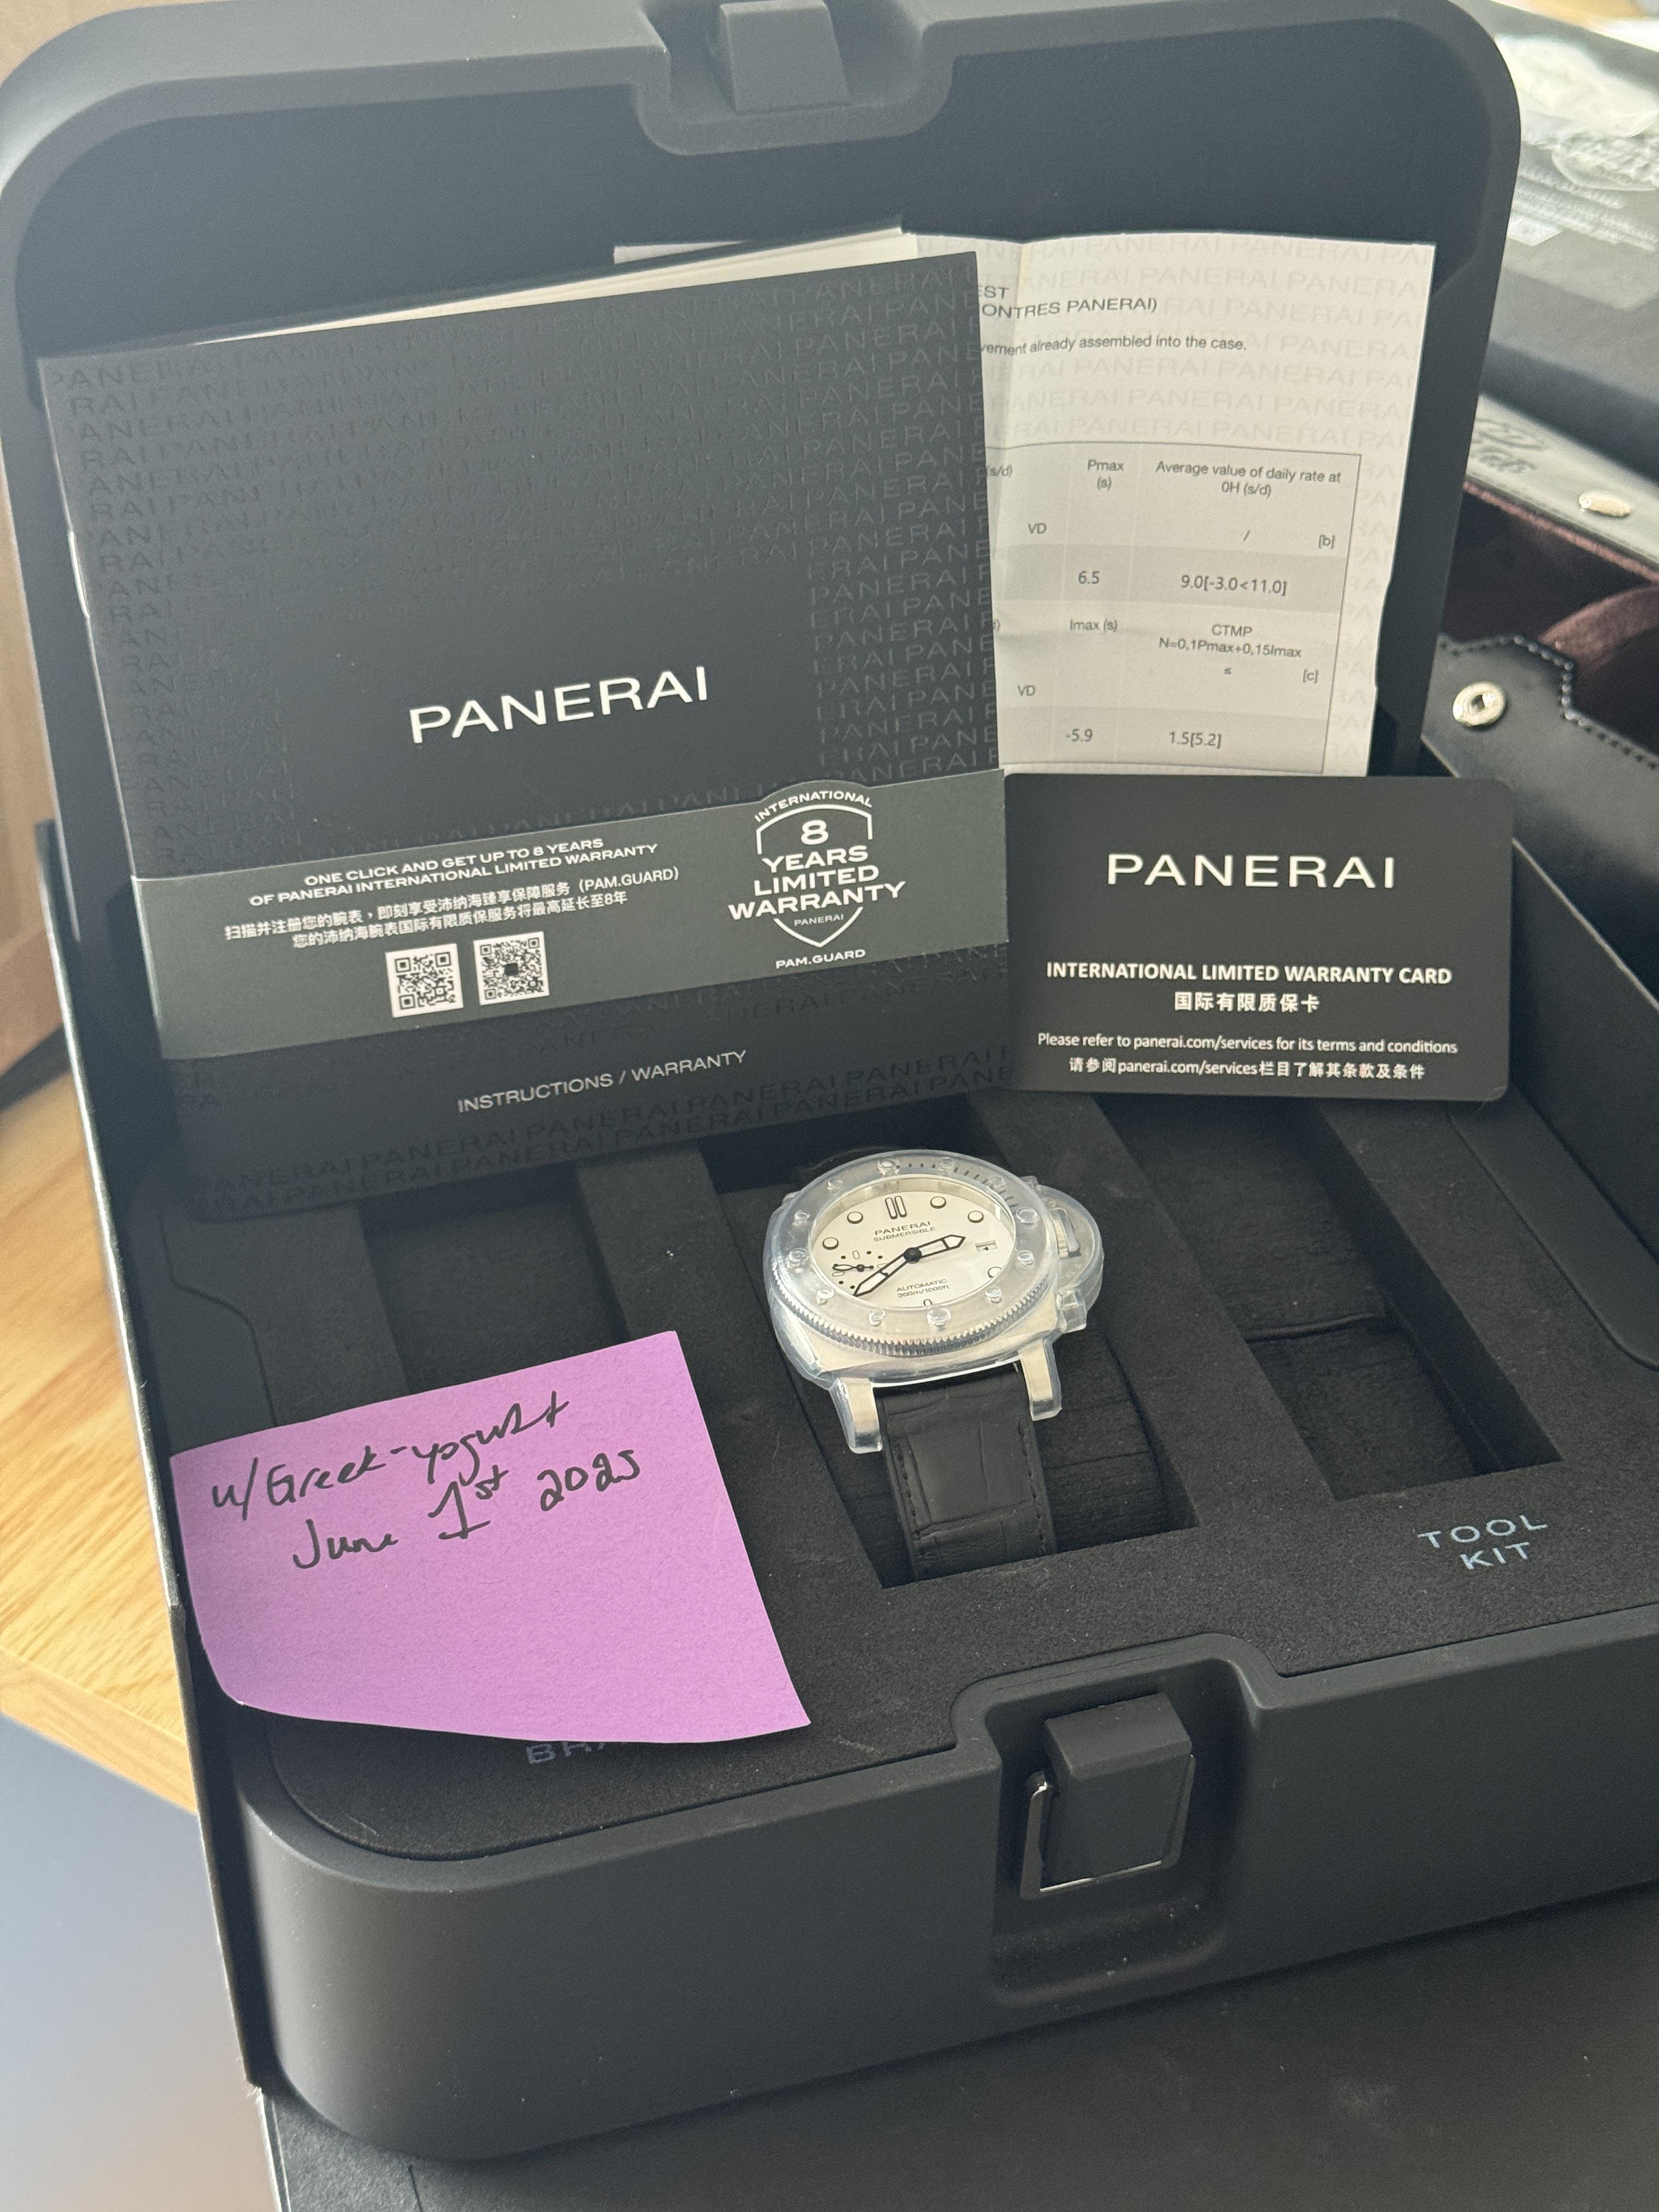 EST
ONTRES PANERAI)
vement already assembled into the case.
(s/d)
Pmax
(s)
Average value of daily rate at
0H (s/d)
VD
/
[b]
6.5
9.0[-3.0<11.0]
Imax (s)
CTMP
N=0,1Pmax+0,15Imax
≤
[c]
VD
-5.9
1.5[5.2]
PANERAI
ONE CLICK AND GET UP TO 8 YEARS
OF PANERAI INTERNATIONAL LIMITED WARRANTY
扫描并注册您的腕表，即刻享受沛纳海臻享保障服务（PAM.GUARD）
您的沛纳海腕表国际有限质保服务将最高延长至8年
INTERNATIONAL
8
YEARS
LIMITED
WARRANTY
PANERAI
PAM.GUARD
INSTRUCTIONS / WARRANTY
PANERAI
INTERNATIONAL LIMITED WARRANTY CARD
国际有限质保卡
Please refer to panerai.com/services for its terms and conditions
请参阅panerai.com/services栏目了解其条款及条件
PANERAI
SUBMERSIBLE
AUTOMATIC
300m/1000ft
u/Greek-yogurt
June 1st 2025
TOOL
KIT
BRA